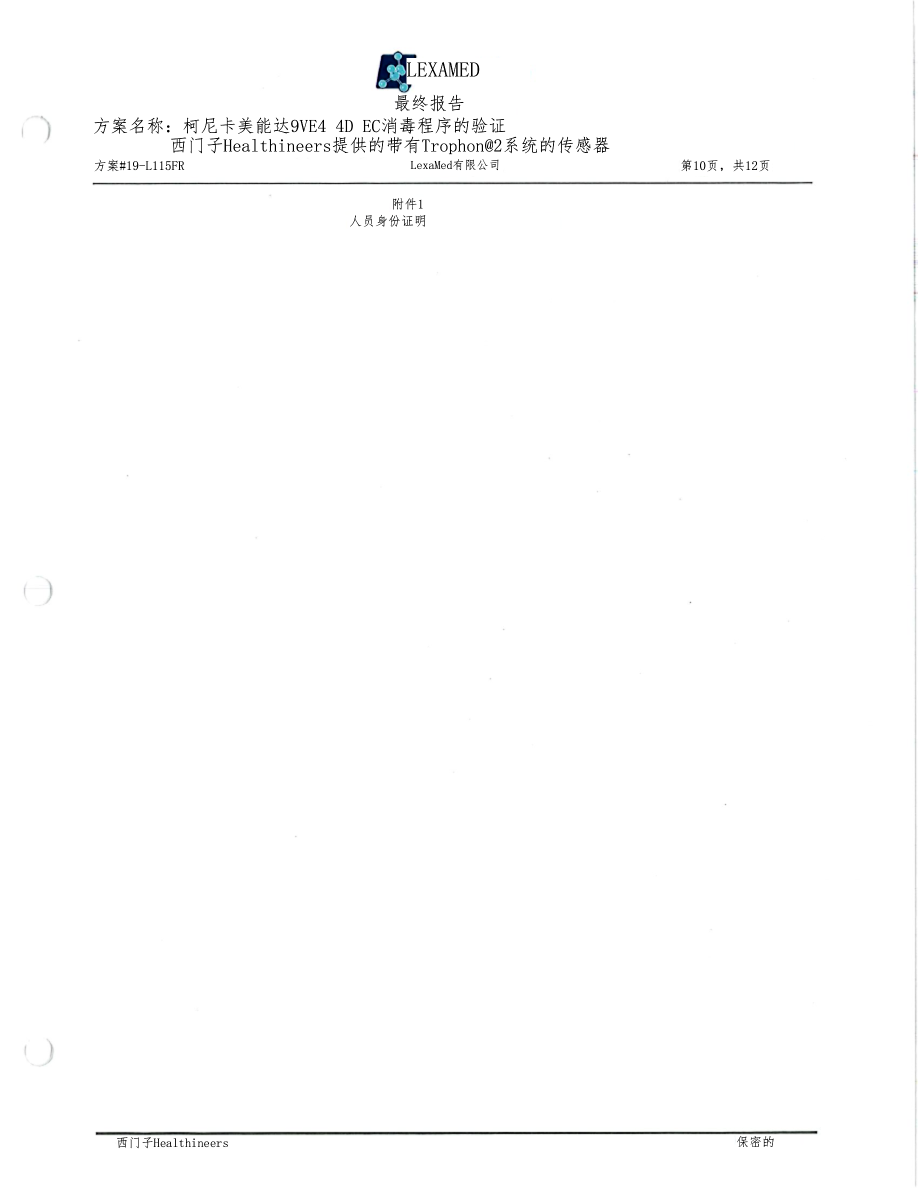 LEXAMED
最终报告
方案名称：柯尼卡美能达9VE4 4D EC消毒程序的验证
西门子Healthineers提供的带有Trophon@2系统的传感器
方案#19-L115FR LexaMed有限公司 第10页，共12页
附件1
人员身份证明
西门子Healthineers 保密的